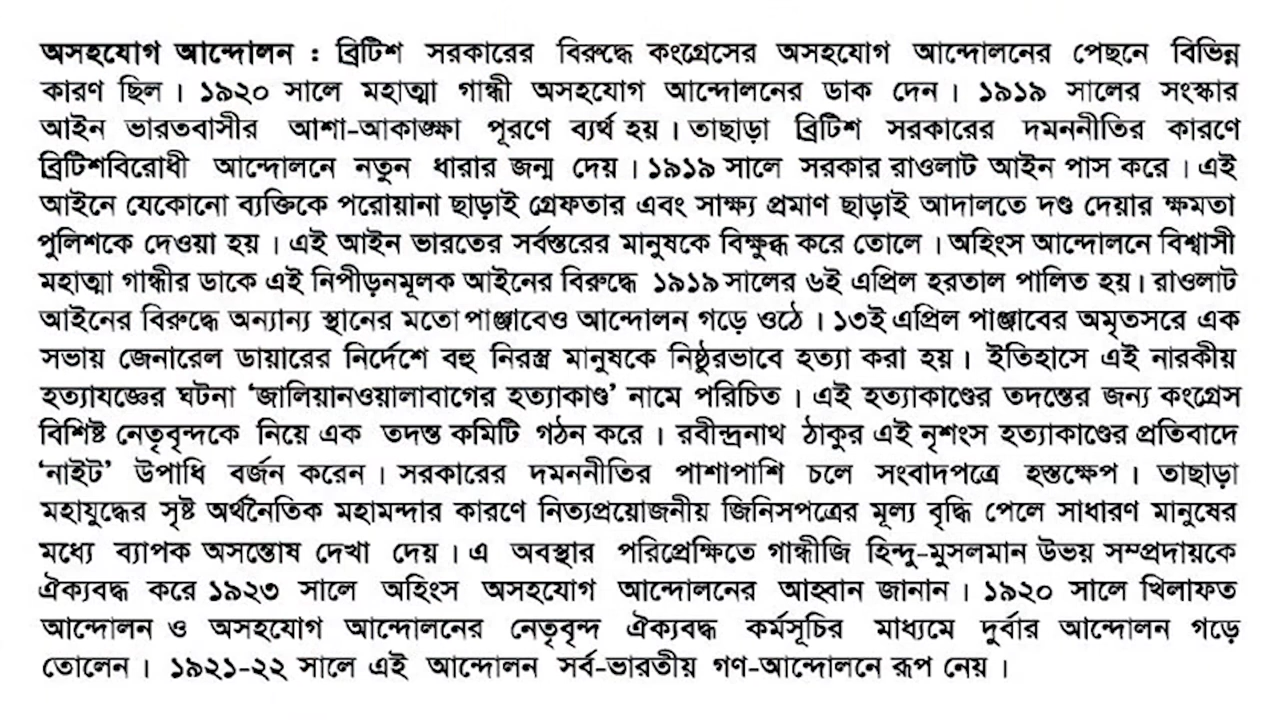 অসহযোগ আন্দোলন : ব্রিটিশ সরকারের বিরুদ্ধে কংগ্রেসের অসহযোগ আন্দোলনের পেছনে বিভিন্ন
কারণ ছিল। ১৯২০ সালে মহাত্মা গান্ধী অসহযোগ আন্দোলনের ডাক দেন। ১৯১৯ সালের সংস্কার
আইন ভারতবাসীর আশা-আকাঙ্ক্ষা পূরণে ব্যর্থ হয়। তাছাড়া ব্রিটিশ সরকারের দমননীতির কারণে
ব্রিটিশবিরোধী আন্দোলনে নতুন ধারার জন্ম দেয়। ১৯১৯ সালে সরকার রাওলাট আইন পাস করে। এই
আইনে যেকোনো ব্যক্তিকে পরোয়ানা ছাড়াই গ্রেফতার এবং সাক্ষ্য প্রমাণ ছাড়াই আদালতে দণ্ড দেয়ার ক্ষমতা
পুলিশকে দেওয়া হয়। এই আইন ভারতের সর্বস্তরের মানুষকে বিক্ষুব্ধ করে তোলে। অহিংস আন্দোলনে বিশ্বাসী
মহাত্মা গান্ধীর ডাকে এই নিপীড়নমূলক আইনের বিরুদ্ধে ১৯১৯ সালের ৬ই এপ্রিল হরতাল পালিত হয়। রাওলাট
আইনের বিরুদ্ধে অন্যান্য স্থানের মতো পাঞ্জাবেও আন্দোলন গড়ে ওঠে। ১৩ই এপ্রিল পাঞ্জাবের অমৃতসরে এক
সভায় জেনারেল ডায়ারের নির্দেশে বহু নিরস্ত্র মানুষকে নিষ্ঠুরভাবে হত্যা করা হয়। ইতিহাসে এই নারকীয়
হত্যাযজ্ঞের ঘটনা ‘জালিয়ানওয়ালাবাগের হত্যাকাণ্ড’ নামে পরিচিত। এই হত্যাকাণ্ডের তদন্তের জন্য কংগ্রেস
বিশিষ্ট নেতৃবৃন্দকে নিয়ে এক তদন্ত কমিটি গঠন করে। রবীন্দ্রনাথ ঠাকুর এই নৃশংস হত্যাকাণ্ডের প্রতিবাদে
‘নাইট’ উপাধি বর্জন করেন। সরকারের দমননীতির পাশাপাশি চলে সংবাদপত্রে হস্তক্ষেপ। তাছাড়া
মহাযুদ্ধের সৃষ্ট অর্থনৈতিক মহামন্দার কারণে নিত্যপ্রয়োজনীয় জিনিসপত্রের মূল্য বৃদ্ধি পেলে সাধারণ মানুষের
মধ্যে ব্যাপক অসন্তোষ দেখা দেয়। এ অবস্থার পরিপ্রেক্ষিতে গান্ধীজি হিন্দু-মুসলমান উভয় সম্প্রদায়কে
ঐক্যবদ্ধ করে ১৯২৩ সালে অহিংস অসহযোগ আন্দোলনের আহ্বান জানান। ১৯২০ সালে খিলাফত
আন্দোলন ও অসহযোগ আন্দোলনের নেতৃবৃন্দ ঐক্যবদ্ধ কর্মসূচির মাধ্যমে দুর্বার আন্দোলন গড়ে
তোলেন। ১৯২১-২২ সালে এই আন্দোলন সর্ব-ভারতীয় গণ-আন্দোলনে রূপ নেয়।